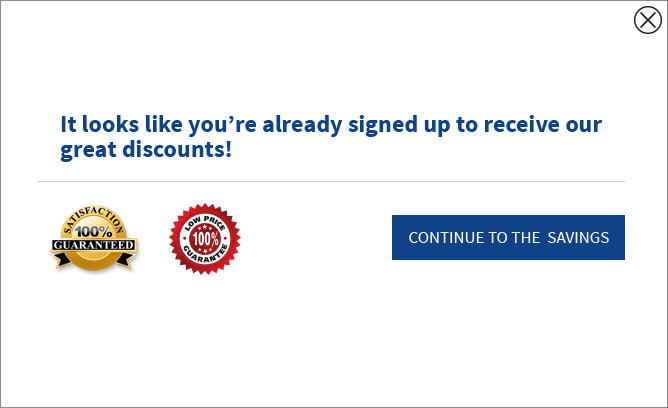 It looks like you’re already signed up to receive our
great discounts!
SATISFACTION
100%
GUARANTEED
LOW PRICE
100%
GUARANTEE
CONTINUE TO THE  SAVINGS